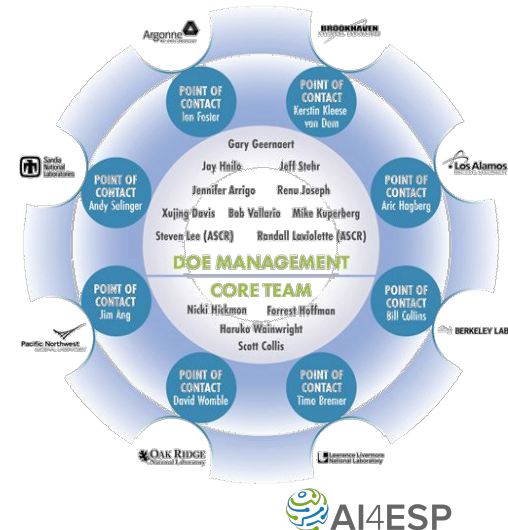 Argonne
BROOKHAVEN
POINT OF
CONTACT
Ian Foster
POINT OF
CONTACT
Kerstin Kleese
van Dam
Sandia
National
Laboratories
POINT OF
CONTACT
Andy Salinger
Los Alamos
POINT OF
CONTACT
Aric Hagberg
Gary Geernaert
Jay Hnilo Jeff Stehr
Jennifer Arrigo Renu Joseph
Xujing Davis Bob Vallario Mike Kuperberg
Steven Lee (ASCR) Randall Laviolette (ASCR)
DOE MANAGEMENT
CORE TEAM
Nicki Hickmon Forrest Hoffman
Haruko Wainwright
Scott Collis
POINT OF
CONTACT
Jim Ang
Pacific Northwest
POINT OF
CONTACT
Bill Collins
BERKELEY LAB
POINT OF
CONTACT
David Womble
POINT OF
CONTACT
Timo Bremer
OAK RIDGE
National Laboratory
Lawrence Livermore
National Laboratory
AI4ESP